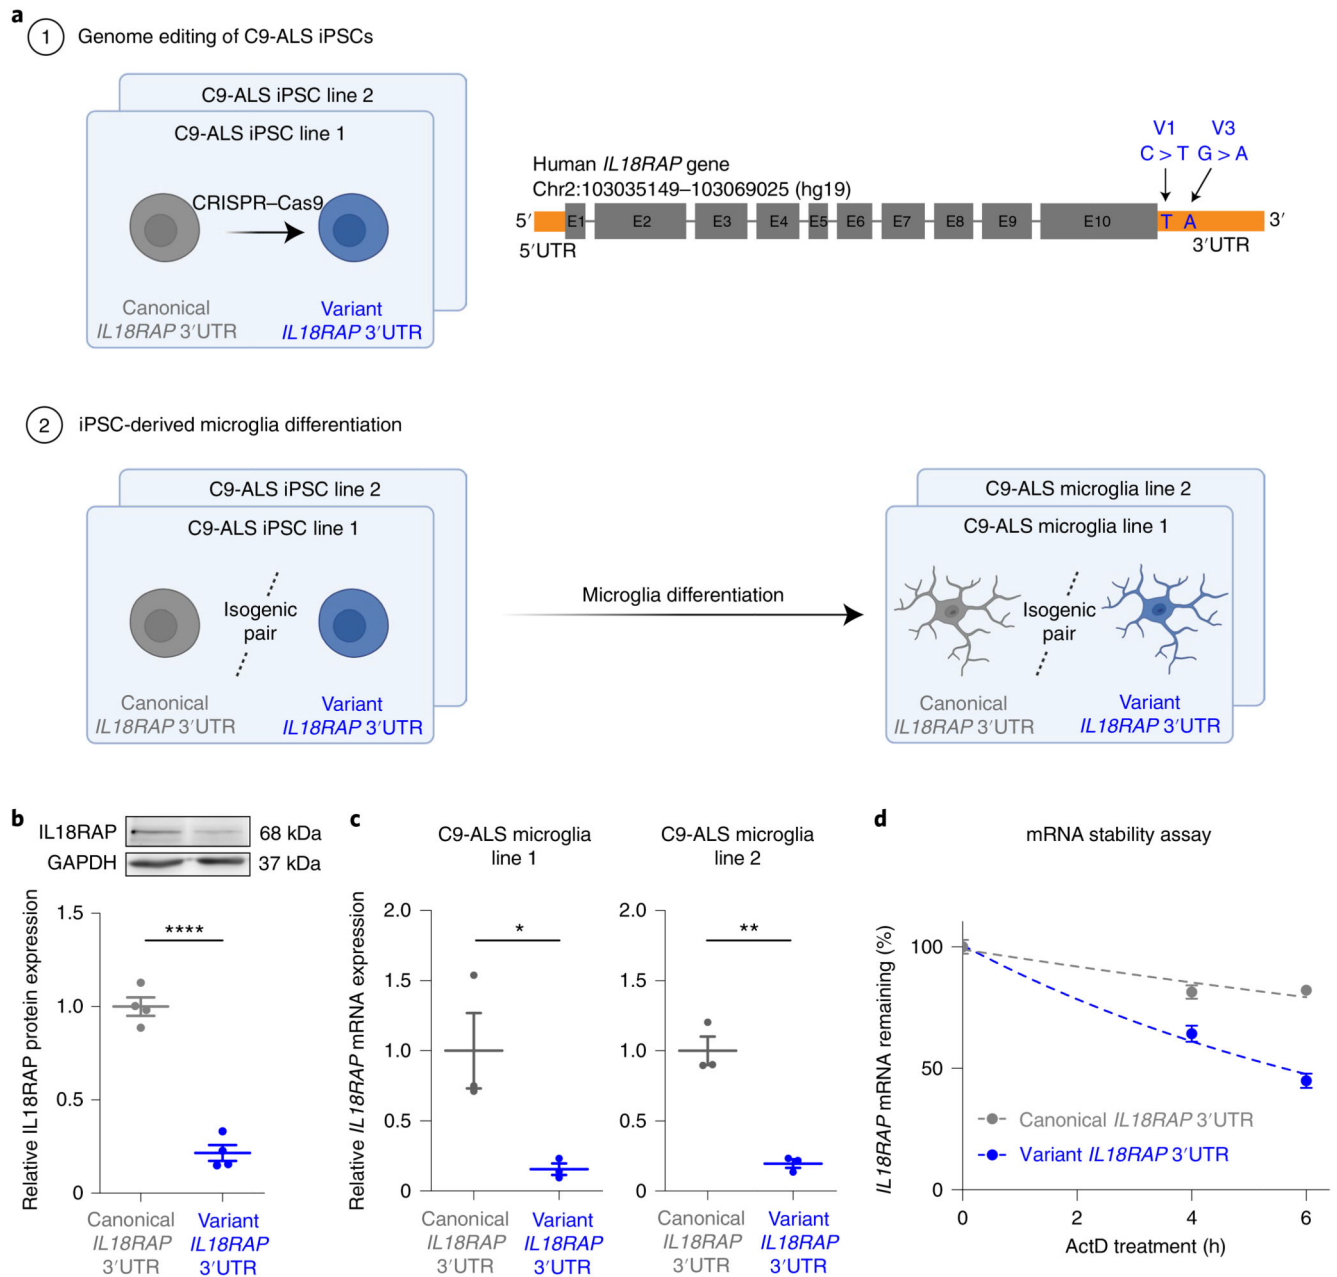 a
1 Genome editing of C9-ALS iPSCs
C9-ALS iPSC line 2
C9-ALS iPSC line 1
CRISPR–Cas9
Canonical
IL18RAP 3′UTR
Variant
IL18RAP 3′UTR
V1 V3
C > T G > A
Human IL18RAP gene
Chr2:103035149–103069025 (hg19)
5′ E1 E2 E3 E4 E5 E6 E7 E8 E9 E10 T A 3′
5′UTR 3′UTR
2 iPSC-derived microglia differentiation
C9-ALS iPSC line 2
C9-ALS iPSC line 1
Isogenic
pair
Canonical
IL18RAP 3′UTR
Variant
IL18RAP 3′UTR
Microglia differentiation
C9-ALS microglia line 2
C9-ALS microglia line 1
Isogenic
pair
Canonical
IL18RAP 3′UTR
Variant
IL18RAP 3′UTR
b
IL18RAP 68 kDa
GAPDH 37 kDa
Relative IL18RAP protein expression
1.5
1.0
0.5
0
****
Canonical
IL18RAP
3′UTR
Variant
IL18RAP
3′UTR
c
C9-ALS microglia
line 1
Relative IL18RAP mRNA expression
2.0
1.5
1.0
0.5
0
*
Canonical
IL18RAP
3′UTR
Variant
IL18RAP
3′UTR
C9-ALS microglia
line 2
2.0
1.5
1.0
0.5
0
**
Canonical
IL18RAP
3′UTR
Variant
IL18RAP
3′UTR
d
mRNA stability assay
IL18RAP mRNA remaining (%)
100
50
0
Canonical IL18RAP 3′UTR
Variant IL18RAP 3′UTR
0 2 4 6
ActD treatment (h)